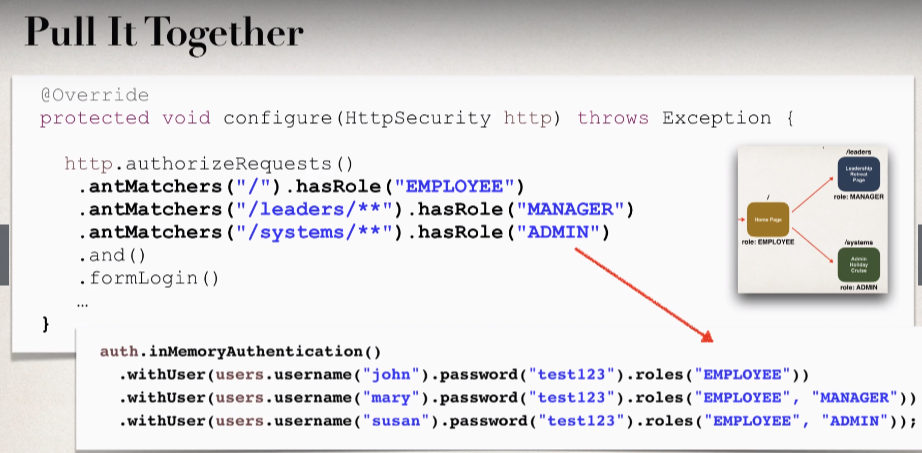 Pull It Together
@Override
protected void configure(HttpSecurity http) throws Exception {
http.authorizeRequests()
.antMatchers("/").hasRole("EMPLOYEE")
.antMatchers("/leaders/**").hasRole("MANAGER")
.antMatchers("/systems/**").hasRole("ADMIN")
.and()
.formLogin()
...
}
/leaders
Leadership
Retreat
Page
role: MANAGER
/
Home Page
role: EMPLOYEE
/systems
Admin
Holiday
Cruise
role: ADMIN
auth.inMemoryAuthentication()
.withUser(users.username("john").password("test123").roles("EMPLOYEE"))
.withUser(users.username("mary").password("test123").roles("EMPLOYEE", "MANAGER"))
.withUser(users.username("susan").password("test123").roles("EMPLOYEE", "ADMIN"));